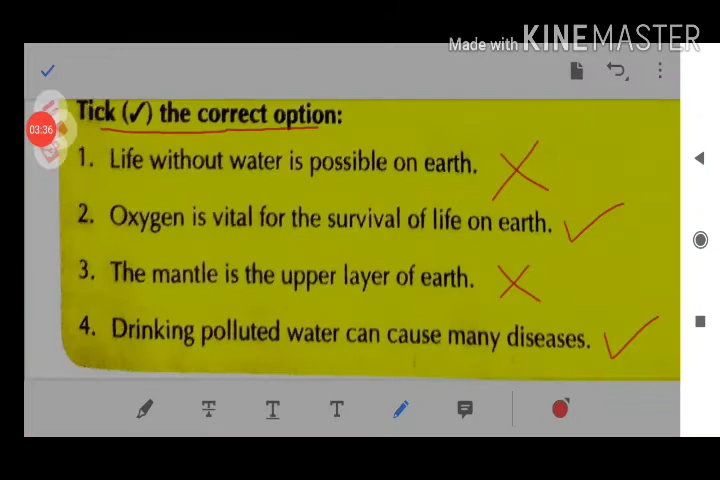 Made with KINEMASTER
03:36
Tick (✓) the correct option:
1. Life without water is possible on earth.
2. Oxygen is vital for the survival of life on earth.
3. The mantle is the upper layer of earth.
4. Drinking polluted water can cause many diseases.